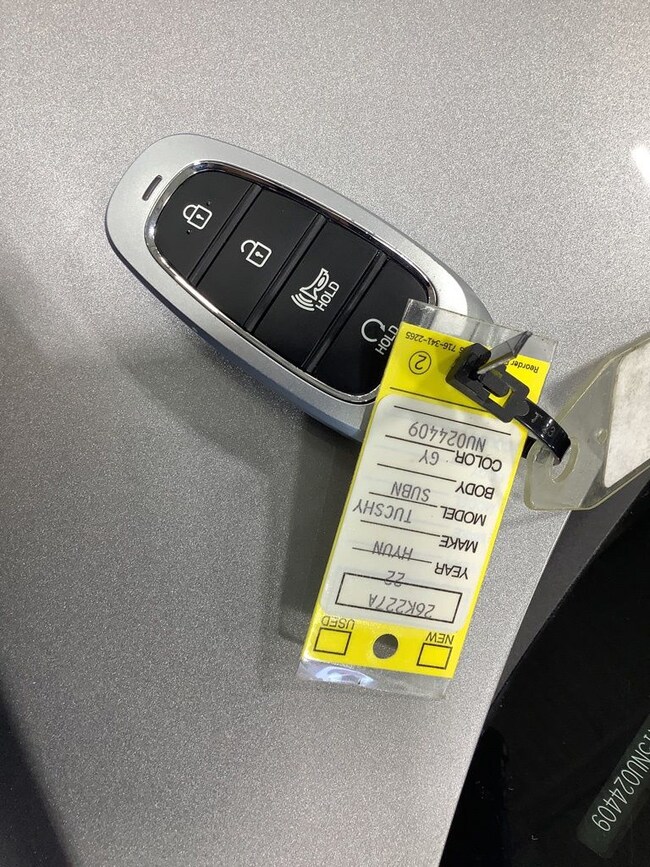 HOLD
HOLD
716-341-2265
2
NEW
USED
26K227A
YEAR 22
MAKE HYUN
MODEL TUCSHY
BODY SUBN
COLOR GY
NU024409
NU024409